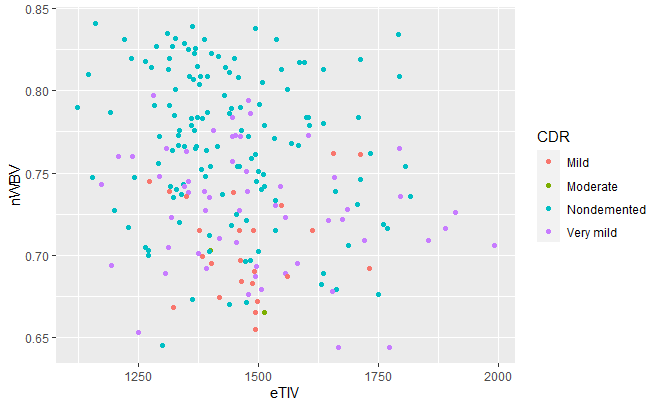 0.85
0.80
0.75
0.70
0.65
nWBV
1250
1500
1750
2000
eTIV
CDR
Mild
Moderate
Nondemented
Very mild